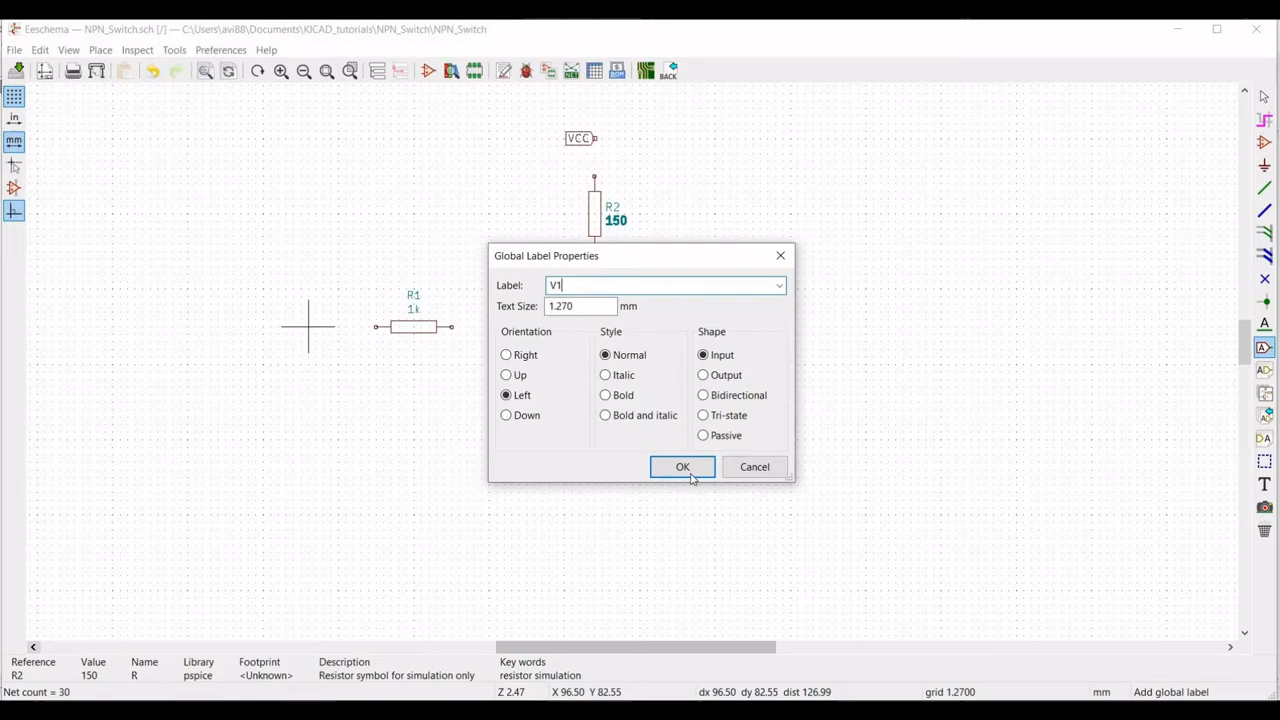 Eeschema — NPN_Switch.sch [/] — C:\Users\avi88\Documents\KICAD_tutorials\NPN_Switch\NPN_Switch
File Edit View Place Inspect Tools Preferences Help
NET BOM BACK
in
mm
VCC
R2
150
R1
1k
Global Label Properties
Label: V1
Text Size: 1.270 mm
Orientation Style Shape
Right Normal Input
Up Italic Output
Left Bold Bidirectional
Down Bold and italic Tri-state
Passive
OK Cancel
A
A
A
A
T
Reference Value Name Library Footprint Description Key words
R2 150 R pspice <Unknown> Resistor symbol for simulation only resistor simulation
Net count = 30 Z 2.47 X 96.50 Y 82.55 dx 96.50 dy 82.55 dist 126.99 grid 1.2700 mm Add global label